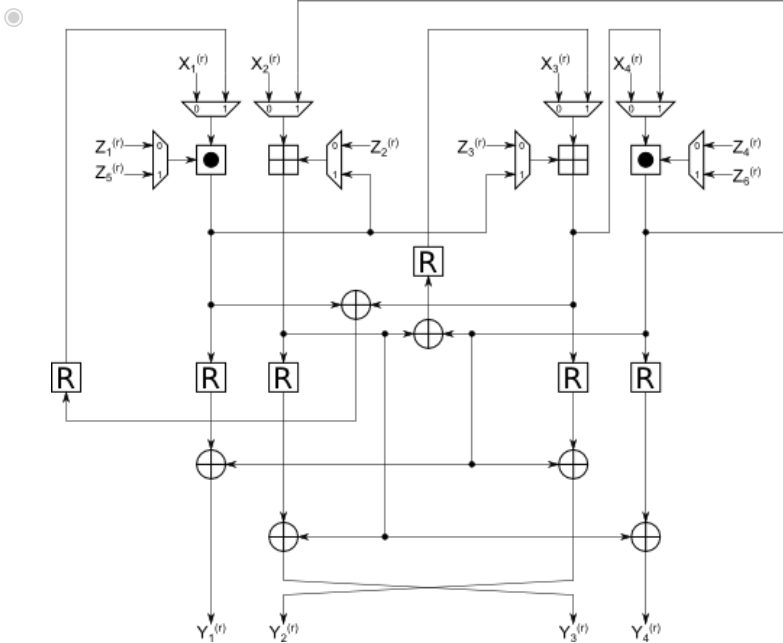 X₁⁽ʳ⁾ X₂⁽ʳ⁾ X₃⁽ʳ⁾ X₄⁽ʳ⁾
0 1 0 1 0 1 0 1
Z₁⁽ʳ⁾ 0 0 Z₂⁽ʳ⁾ Z₃⁽ʳ⁾ 0 0 Z₄⁽ʳ⁾
Z₅⁽ʳ⁾ 1 1 1 1 Z₆⁽ʳ⁾
R
R R R R R
Y₁⁽ʳ⁾ Y₂⁽ʳ⁾ Y₃⁽ʳ⁾ Y₄⁽ʳ⁾